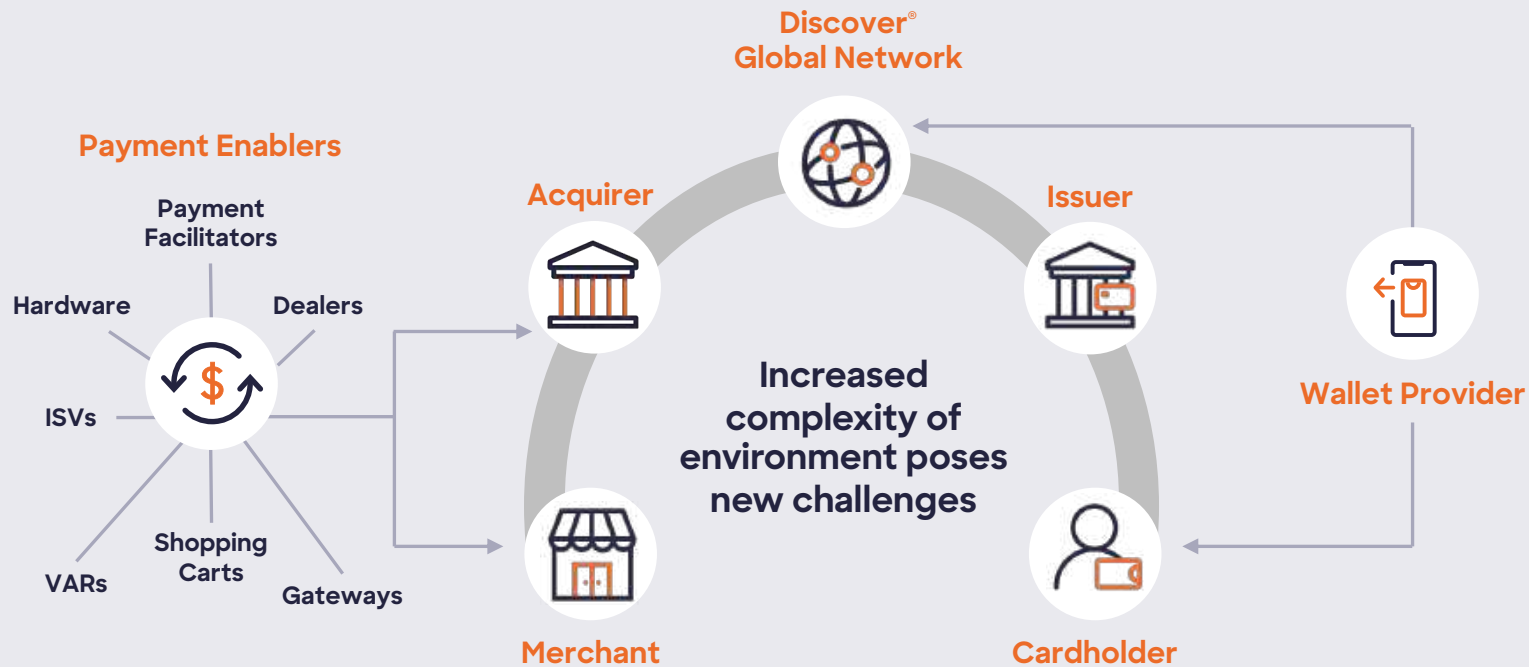 Discover®
Global Network
Payment Enablers
Payment
Facilitators
Hardware
Dealers
ISVs
VARs
Shopping
Carts
Gateways
Acquirer
Issuer
Increased
complexity of
environment poses
new challenges
Wallet Provider
Merchant
Cardholder
$